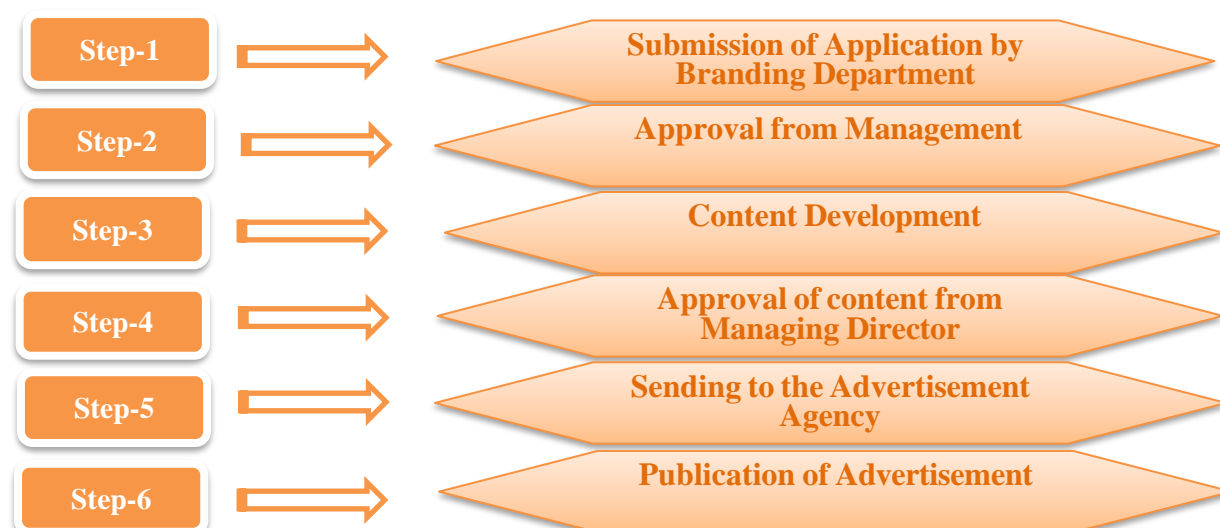 Step-1
Submission of Application by
Branding Department
Step-2
Approval from Management
Step-3
Content Development
Step-4
Approval of content from
Managing Director
Step-5
Sending to the Advertisement
Agency
Step-6
Publication of Advertisement